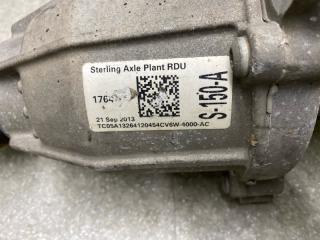 Sterling Axle Plant RDU
21 Sep 2013
TC05A13264120454CV6W-4000-AC
S-150-A